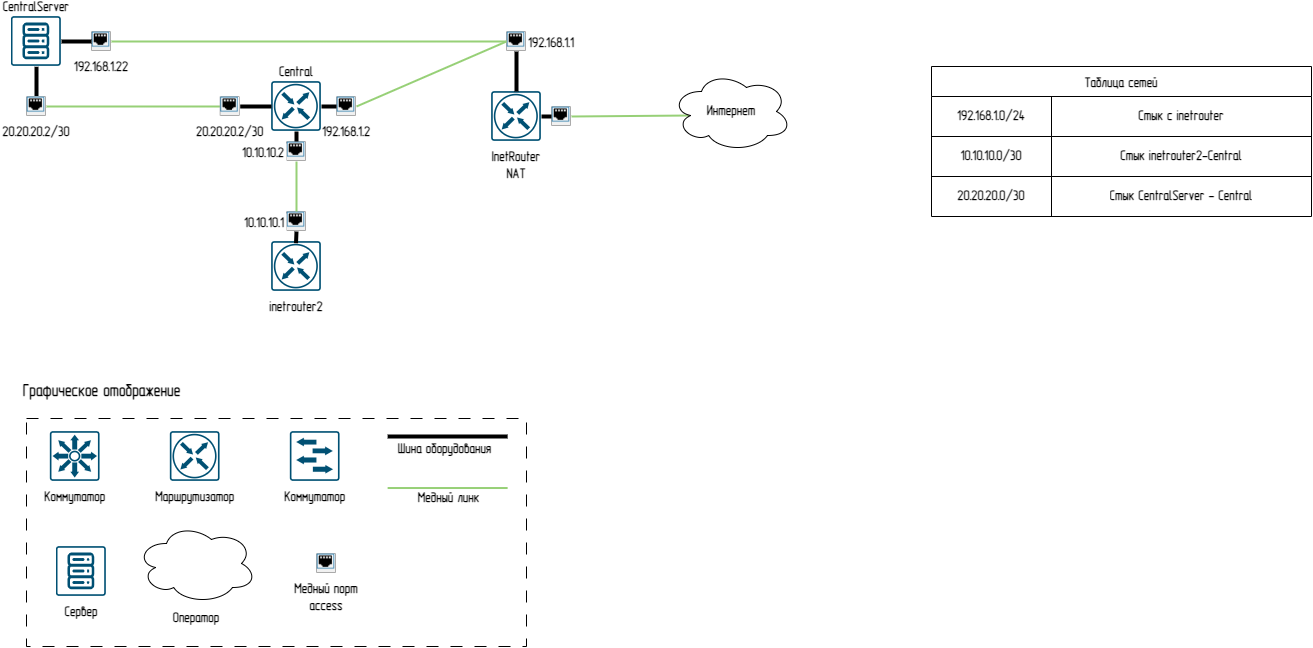 CentralServer
192.168.1.22
192.168.1.1
Central
20.20.20.2/30
20.20.20.2/30
192.168.1.2
10.10.10.2
10.10.10.1
inetrouter2
InetRouter
NAT
Интернет
Таблица сетей
192.168.1.0/24 Стык с inetrouter
10.10.10.0/30 Стык inetrouter2-Central
20.20.20.0/30 Стык CentralServer - Central
Графическое отображение
Коммутатор
Маршрутизатор
Коммутатор
Шина оборудования
Медный линк
Сервер
Оператор
Медный порт
access